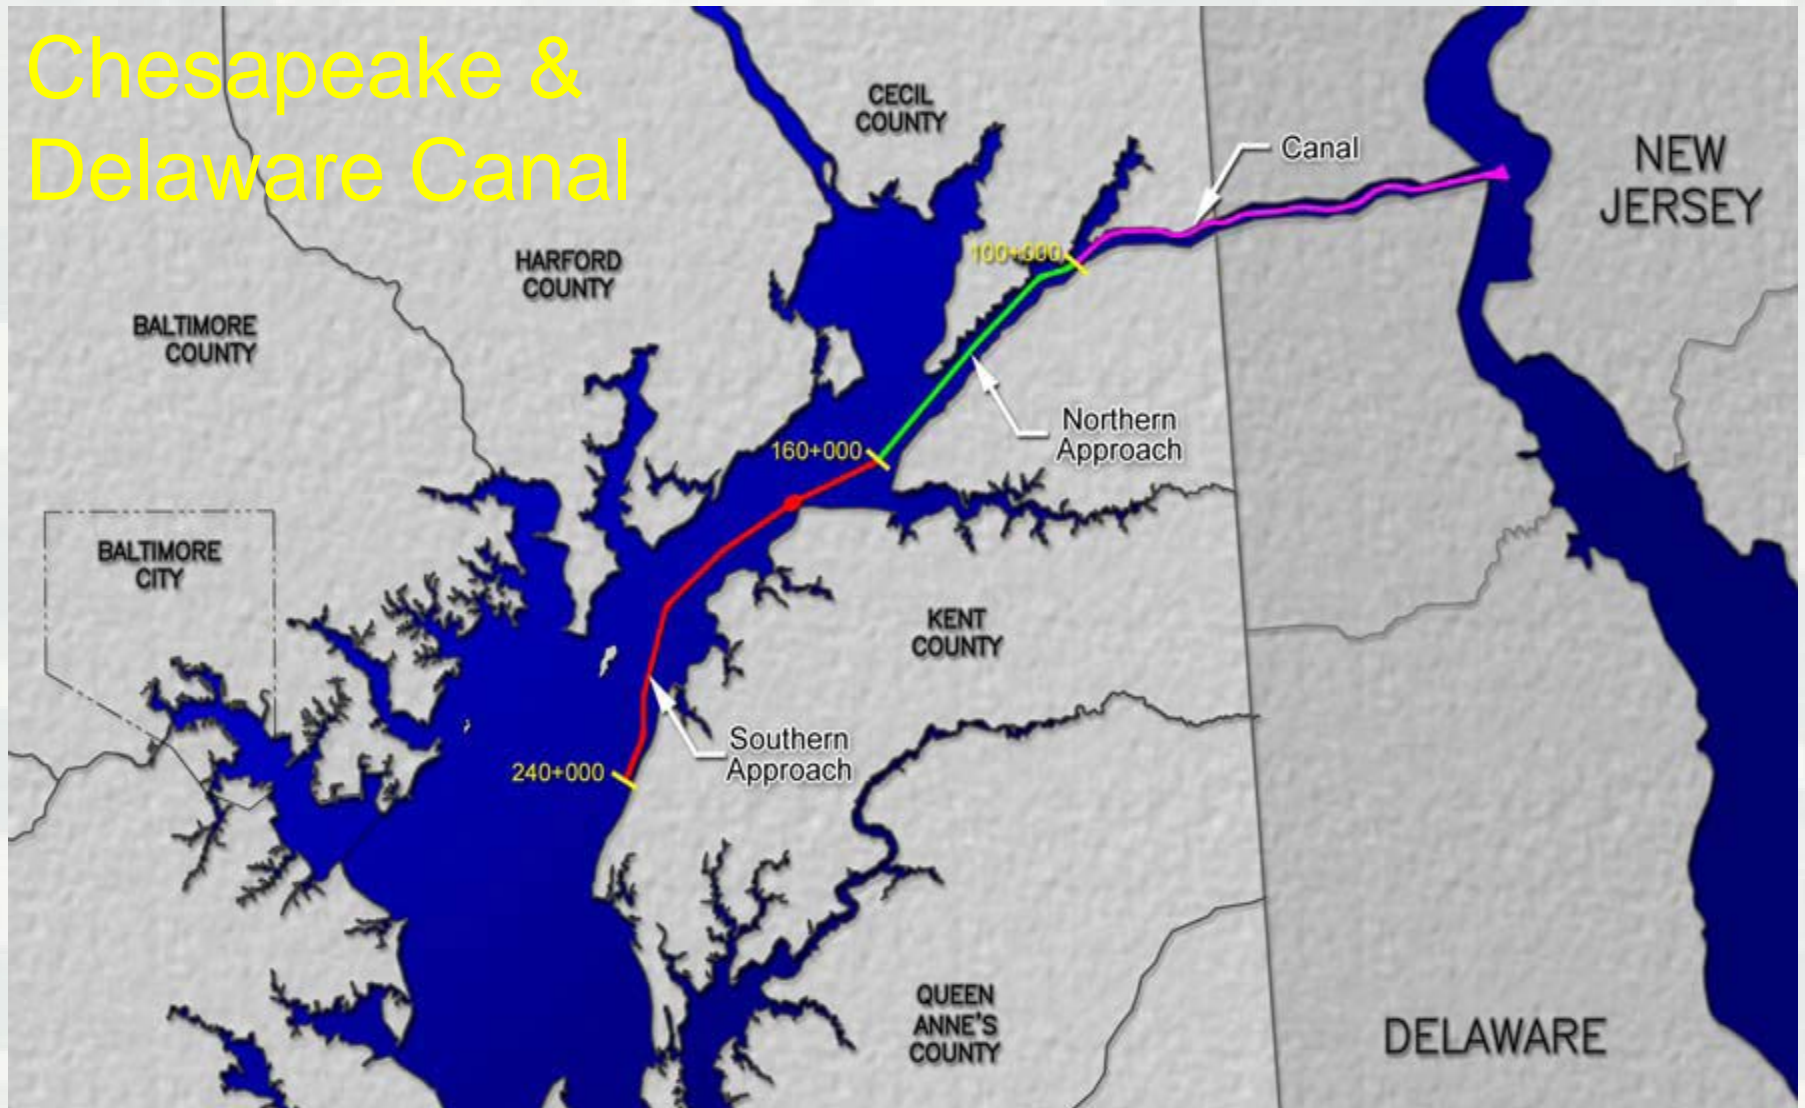 Chesapeake &
Delaware Canal
CECIL
COUNTY
Canal
NEW
JERSEY
100+000
HARFORD
COUNTY
BALTIMORE
COUNTY
Northern
Approach
160+000
BALTIMORE
CITY
KENT
COUNTY
Southern
Approach
240+000
QUEEN
ANNE'S
COUNTY
DELAWARE